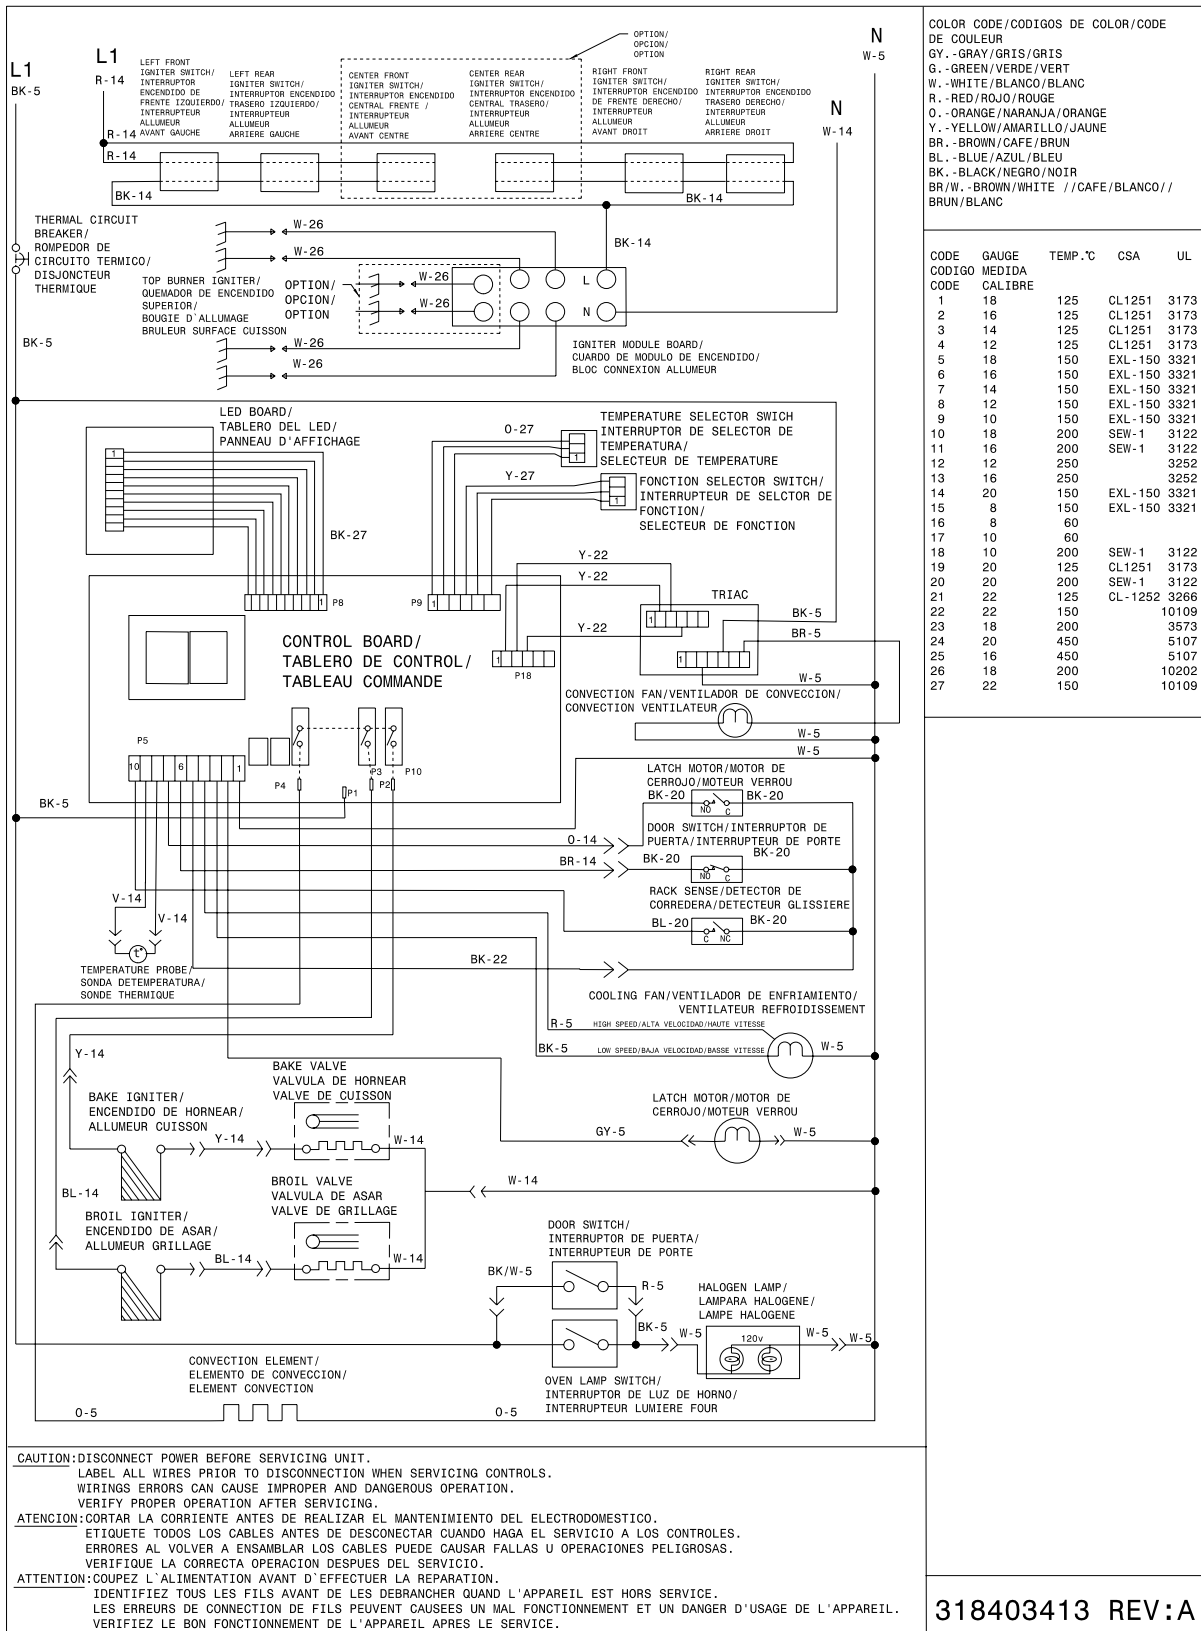 L1
BK-5
L1
R-14
LEFT FRONT
IGNITER SWITCH/
INTERRUPTOR
ENCENDIDO DE
FRENTE IZQUIERDO/
INTERRUPTEUR
ALLUMEUR
AVANT GAUCHE
LEFT REAR
IGNITER SWITCH/
INTERRUPTOR ENCENDIDO
TRASERO IZQUIERDO/
INTERRUPTEUR
ALLUMEUR
ARRIERE GAUCHE
CENTER FRONT
IGNITER SWITCH/
INTERRUPTOR ENCENDIDO
CENTRAL FRENTE /
INTERRUPTEUR
ALLUMEUR
AVANT CENTRE
CENTER REAR
IGNITER SWITCH/
INTERRUPTOR ENCENDIDO
CENTRAL TRASERO/
INTERRUPTEUR
ALLUMEUR
ARRIERE CENTRE
RIGHT FRONT
IGNITER SWITCH/
INTERRUPTOR ENCENDIDO
DE FRENTE DERECHO/
INTERRUPTEUR
ALLUMEUR
AVANT DROIT
RIGHT REAR
IGNITER SWITCH/
INTERRUPTOR ENCENDIDO
TRASERO DERECHO/
INTERRUPTEUR
ALLUMEUR
ARRIERE DROIT
OPTION/
OPCION/
OPTION
N
W-5
N
W-14
R-14
R-14
BK-14
BK-14
BK-14
THERMAL CIRCUIT
BREAKER/
ROMPEDOR DE
CIRCUITO TERMICO/
DISJONCTEUR
THERMIQUE
W-26
W-26
TOP BURNER IGNITER/
QUEMADOR DE ENCENDIDO
SUPERIOR/
BOUGIE D'ALLUMAGE
BRULEUR SURFACE CUISSON
OPTION/
OPCION/
OPTION
W-26
W-26
L
N
W-26
W-26
IGNITER MODULE BOARD/
CUARDO DE MODULO DE ENCENDIDO/
BLOC CONNEXION ALLUMEUR
BK-5
LED BOARD/
TABLERO DEL LED/
PANNEAU D'AFFICHAGE
1
BK-27
O-27
1
TEMPERATURE SELECTOR SWICH
INTERRUPTOR DE SELECTOR DE
TEMPERATURA/
SELECTEUR DE TEMPERATURE
Y-27
1
FONCTION SELECTOR SWITCH/
INTERRUPTEUR DE SELCTOR DE
FONCTION/
SELECTEUR DE FONCTION
1 P8
P9 1
Y-22
Y-22
Y-22
TRIAC
1
1
BK-5
BR-5
W-5
CONTROL BOARD/
TABLERO DE CONTROL/
TABLEAU COMMANDE
1
P18
CONVECTION FAN/VENTILADOR DE CONVECCION/
CONVECTION VENTILATEUR
W-5
W-5
P5
10 6 1
P4
P3
P10
P2
P1
BK-5
LATCH MOTOR/MOTOR DE
CERROJO/MOTEUR VERROU
BK-20
NO C
BK-20
O-14
DOOR SWITCH/INTERRUPTOR DE
PUERTA/INTERRUPTEUR DE PORTE
BR-14
BK-20
NO C
BK-20
RACK SENSE/DETECTOR DE
CORREDERA/DETECTEUR GLISSIERE
BL-20
C NC
BK-20
V-14
V-14
t°
TEMPERATURE PROBE/
SONDA DETEMPERATURA/
SONDE THERMIQUE
BK-22
COOLING FAN/VENTILADOR DE ENFRIAMIENTO/
VENTILATEUR REFROIDISSEMENT
R-5
HIGH SPEED/ALTA VELOCIDAD/HAUTE VITESSE
BK-5
LOW SPEED/BAJA VELOCIDAD/BASSE VITESSE
W-5
Y-14
BAKE IGNITER/
ENCENDIDO DE HORNEAR/
ALLUMEUR CUISSON
Y-14
BAKE VALVE
VALVULA DE HORNEAR
VALVE DE CUISSON
W-14
LATCH MOTOR/MOTOR DE
CERROJO/MOTEUR VERROU
GY-5
W-5
BL-14
W-14
BROIL IGNITER/
ENCENDIDO DE ASAR/
ALLUMEUR GRILLAGE
BL-14
BROIL VALVE
VALVULA DE ASAR
VALVE DE GRILLAGE
W-14
DOOR SWITCH/
INTERRUPTOR DE PUERTA/
INTERRUPTEUR DE PORTE
BK/W-5
R-5
HALOGEN LAMP/
LAMPARA HALOGENE/
LAMPE HALOGENE
BK-5
W-5
120v
W-5
W-5
OVEN LAMP SWITCH/
INTERRUPTOR DE LUZ DE HORNO/
INTERRUPTEUR LUMIERE FOUR
CONVECTION ELEMENT/
ELEMENTO DE CONVECCION/
ELEMENT CONVECTION
O-5
O-5
CAUTION:DISCONNECT POWER BEFORE SERVICING UNIT.
LABEL ALL WIRES PRIOR TO DISCONNECTION WHEN SERVICING CONTROLS.
WIRINGS ERRORS CAN CAUSE IMPROPER AND DANGEROUS OPERATION.
VERIFY PROPER OPERATION AFTER SERVICING.
ATENCION:CORTAR LA CORRIENTE ANTES DE REALIZAR EL MANTENIMIENTO DEL ELECTRODOMESTICO.
ETIQUETE TODOS LOS CABLES ANTES DE DESCONECTAR CUANDO HAGA EL SERVICIO A LOS CONTROLES.
ERRORES AL VOLVER A ENSAMBLAR LOS CABLES PUEDE CAUSAR FALLAS U OPERACIONES PELIGROSAS.
VERIFIQUE LA CORRECTA OPERACION DESPUES DEL SERVICIO.
ATTENTION:COUPEZ L`ALIMENTATION AVANT D`EFFECTUER LA REPARATION.
IDENTIFIEZ TOUS LES FILS AVANT DE LES DEBRANCHER QUAND L'APPAREIL EST HORS SERVICE.
LES ERREURS DE CONNECTION DE FILS PEUVENT CAUSEES UN MAL FONCTIONNEMENT ET UN DANGER D'USAGE DE L'APPAREIL.
VERIFIEZ LE BON FONCTIONNEMENT DE L'APPAREIL APRES LE SERVICE.
COLOR CODE/CODIGOS DE COLOR/CODE
DE COULEUR
GY.-GRAY/GRIS/GRIS
G.-GREEN/VERDE/VERT
W.-WHITE/BLANCO/BLANC
R.-RED/ROJO/ROUGE
O.-ORANGE/NARANJA/ORANGE
Y.-YELLOW/AMARILLO/JAUNE
BR.-BROWN/CAFE/BRUN
BL.-BLUE/AZUL/BLEU
BK.-BLACK/NEGRO/NOIR
BR/W.-BROWN/WHITE //CAFE/BLANCO//
BRUN/BLANC
CODE GAUGE TEMP.°C CSA UL
CODIGO MEDIDA
CODE CALIBRE
1 18 125 CL1251 3173
2 16 125 CL1251 3173
3 14 125 CL1251 3173
4 12 125 CL1251 3173
5 18 150 EXL-150 3321
6 16 150 EXL-150 3321
7 14 150 EXL-150 3321
8 12 150 EXL-150 3321
9 10 150 EXL-150 3321
10 18 200 SEW-1 3122
11 16 200 SEW-1 3122
12 12 250 3252
13 16 250 3252
14 20 150 EXL-150 3321
15 8 150 EXL-150 3321
16 8 60
17 10 60
18 10 200 SEW-1 3122
19 20 125 CL1251 3173
20 20 200 SEW-1 3122
21 22 125 CL-1252 3266
22 22 150 10109
23 18 200 3573
24 20 450 5107
25 16 450 5107
26 18 200 10202
27 22 150 10109
318403413 REV:A